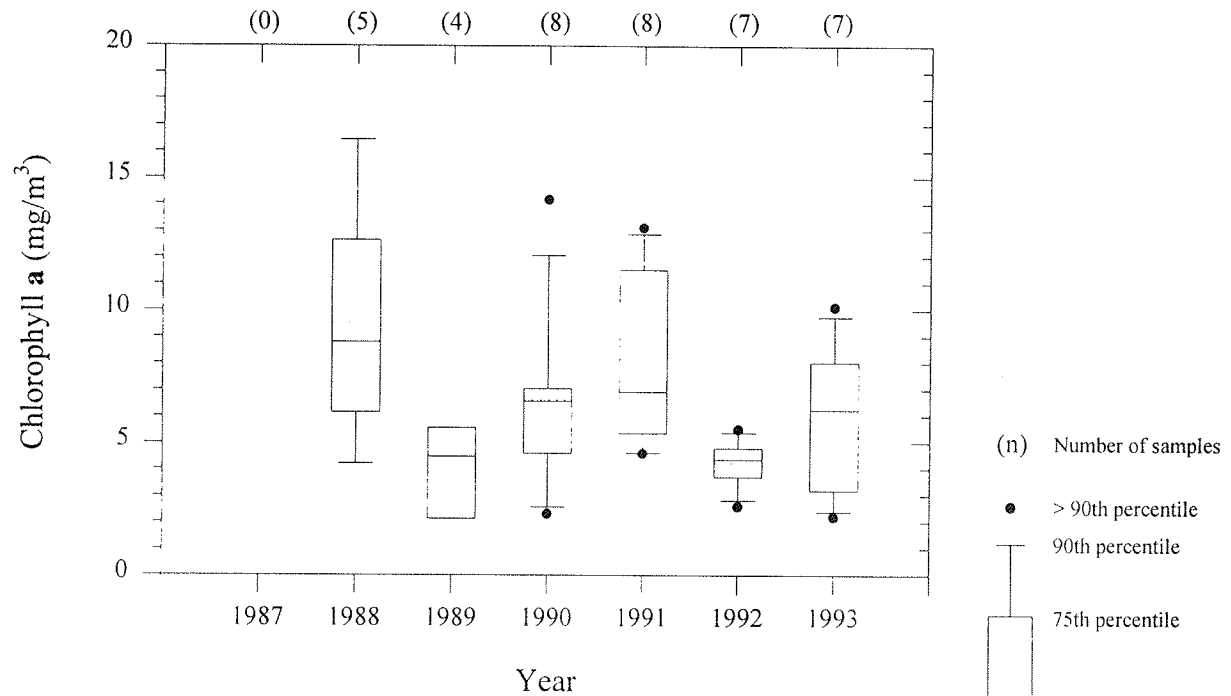 (0) (5) (4) (8) (8) (7) (7)
20
15
10
5
0
Chlorophyll a (mg/m³)
1987 1988 1989 1990 1991 1992 1993
Year
(n) Number of samples
> 90th percentile
90th percentile
75th percentile